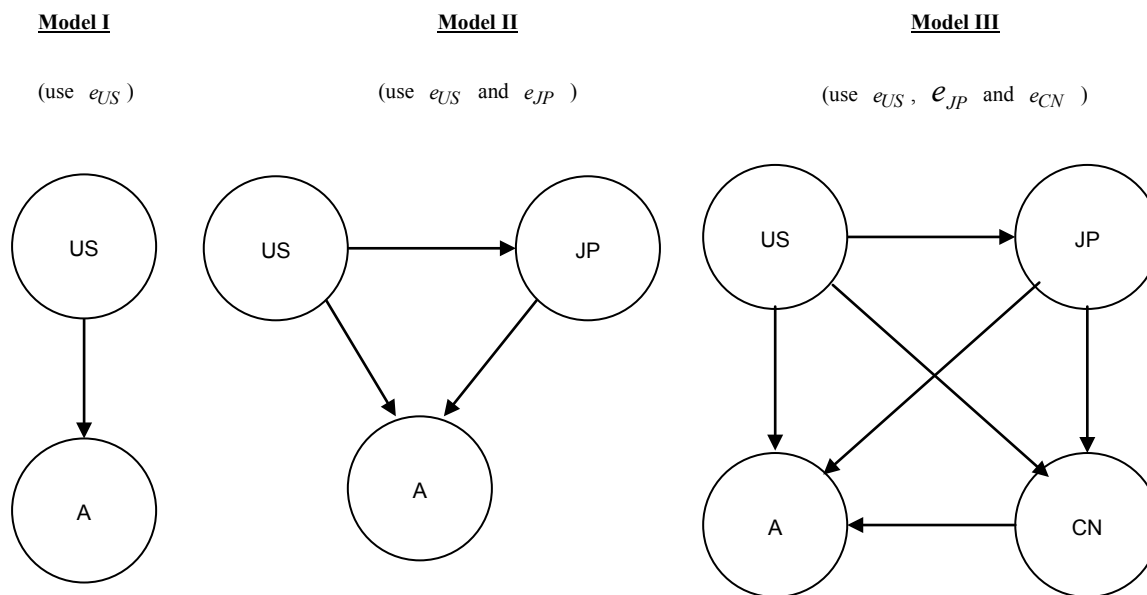 Model I
(use e_US)
US
A
Model II
(use e_US and e_JP )
US
JP
A
Model III
(use e_US , e_JP and e_CN )
US
JP
A
CN